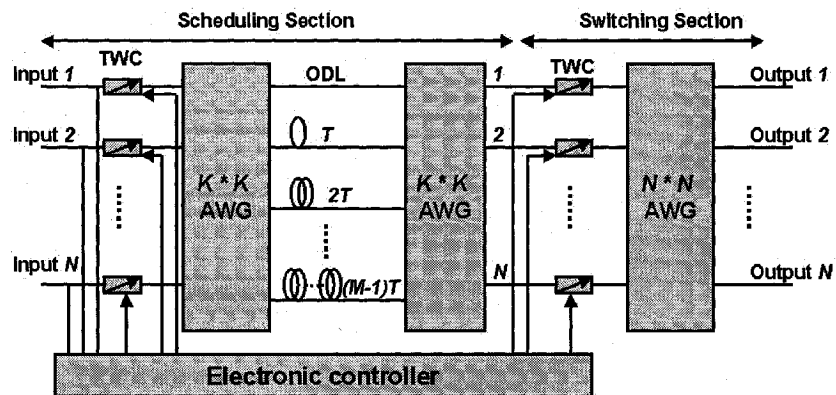 Scheduling Section Switching Section
TWC ODL TWC
Input 1 1 Output 1
Input 2 T 2 Output 2
K * K AWG 2T K * K AWG N * N AWG
Input N (M-1)T N Output N
Electronic controller